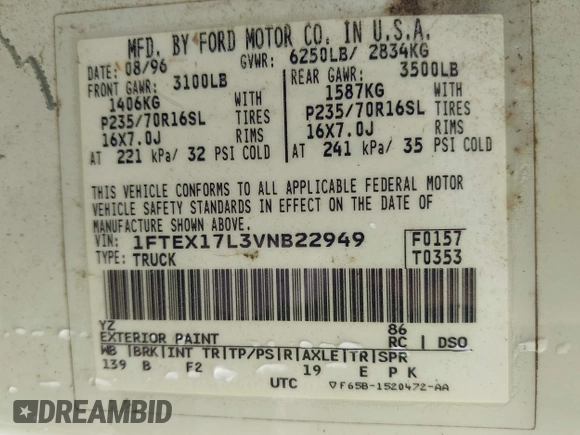 MFD. BY FORD MOTOR CO. IN U.S.A.
DATE: 08/96 GVWR: 6250LB/ 2834KG
FRONT GAWR: 3100LB REAR GAWR: 3500LB
1406KG WITH 1587KG WITH
P235/70R16SL TIRES P235/70R16SL TIRES
16X7.0J RIMS 16X7.0J RIMS
AT 221 kPa/ 32 PSI COLD AT 241 kPa/ 35 PSI COLD
THIS VEHICLE CONFORMS TO ALL APPLICABLE FEDERAL MOTOR
VEHICLE SAFETY STANDARDS IN EFFECT ON THE DATE OF
MANUFACTURE SHOWN ABOVE.
VIN: 1FTEX17L3VNB22949 F0157
TYPE: TRUCK T0353
YZ 86
EXTERIOR PAINT RC DSO
WB BRK INT TR TP/PS R AXLE TR SPR
139 B F2 19 E P K
UTC ▽F65B-1520472-AA
DREAMBID